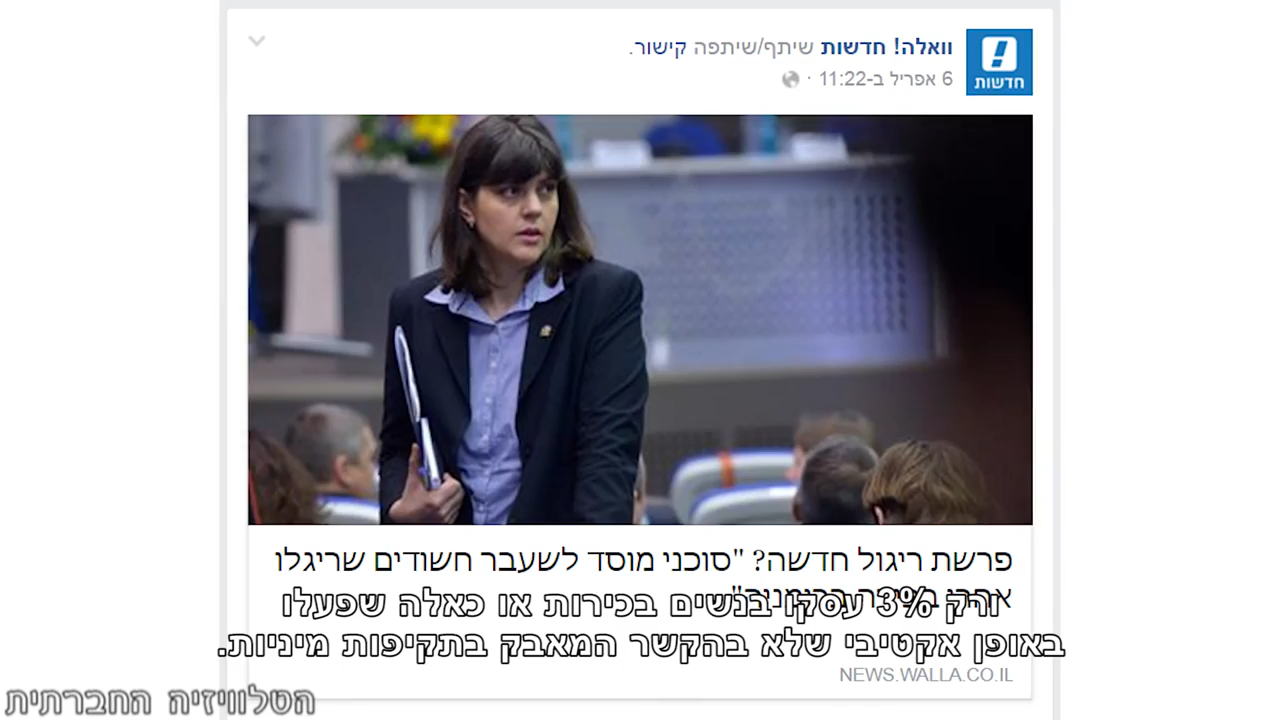 וואלה! חדשות שיתף/שיתפה קישור.
6 אפריל ב-11:22 ·
חדשות
פרשת ריגול חדשה? "סוכני מוסד לשעבר חשודים שריגלו
ורק 3% עסקו בנשים בכירות או כאלה שפעלו
באופן אקטיבי שלא בהקשר המאבק בתקיפות מיניות.
NEWS.WALLA.CO.IL
הטלוויזיה החברתית